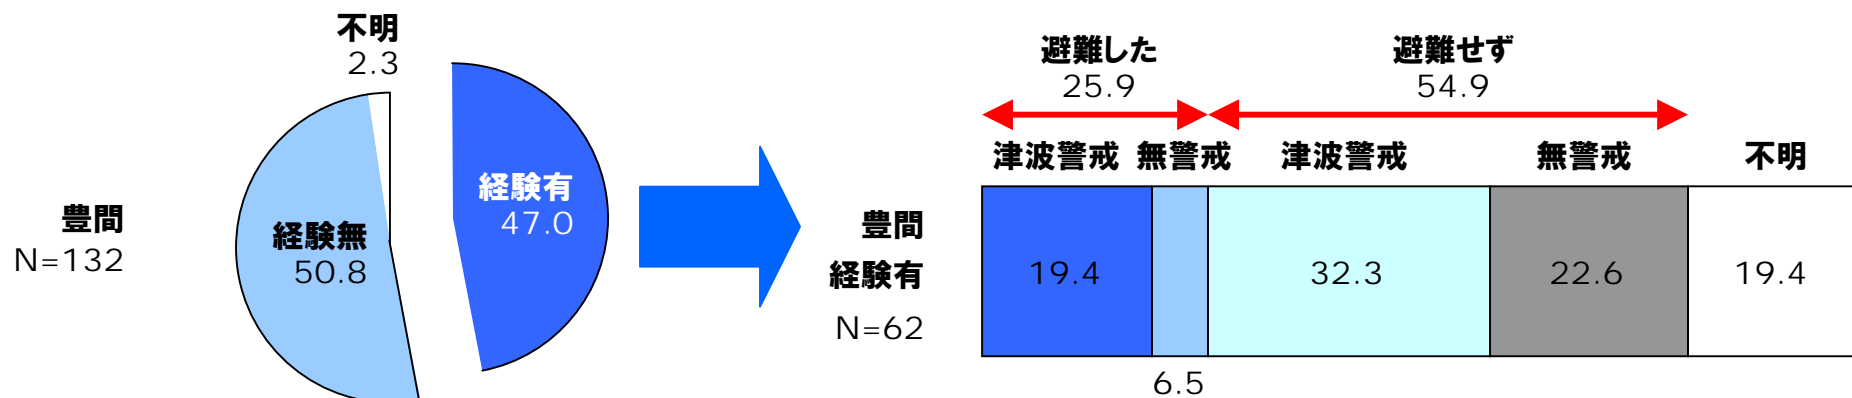 不明
2.3
経験有
47.0
経験無
50.8
豊間
N=132
避難した
25.9
避難せず
54.9
津波警戒 無警戒 津波警戒 無警戒 不明
豊間
経験有
N=62
19.4 32.3 22.6 19.4
6.5